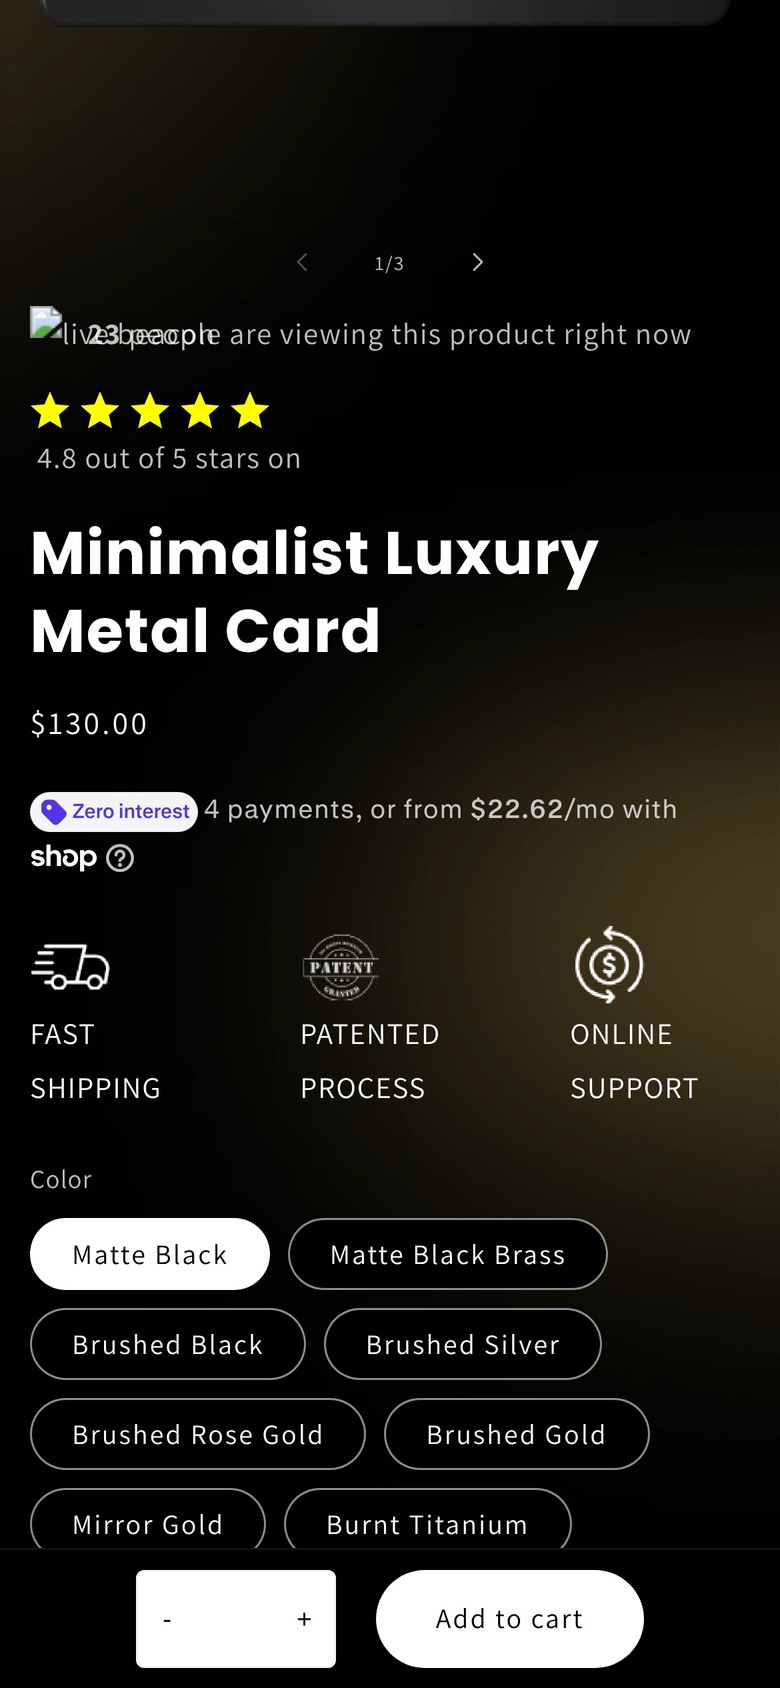 1/3
live beacon 23 people are viewing this product right now
4.8 out of 5 stars on
Minimalist Luxury
Metal Card
$130.00
Zero interest 4 payments, or from $22.62/mo with
shop ?
PATENT
GRANTED
FAST
SHIPPING
PATENTED
PROCESS
ONLINE
SUPPORT
Color
Matte Black
Matte Black Brass
Brushed Black
Brushed Silver
Brushed Rose Gold
Brushed Gold
Mirror Gold
Burnt Titanium
- +
Add to cart